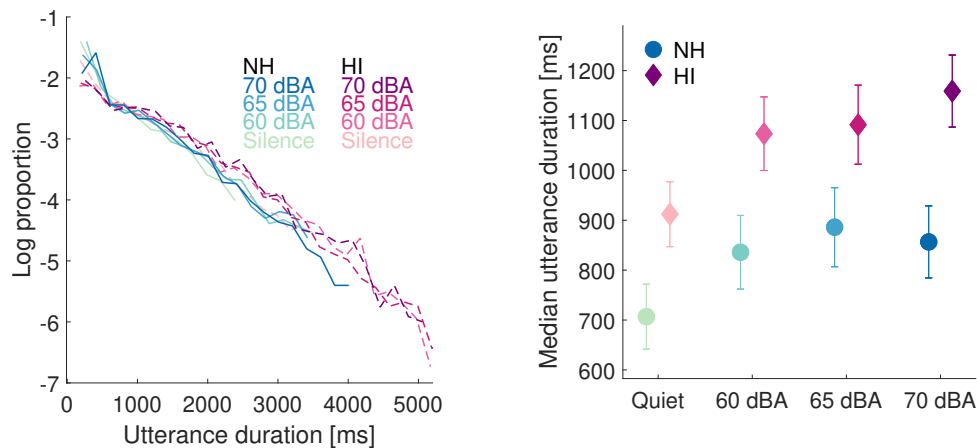 -1
-2
-3
-4
-5
-6
-7
Log proportion
0 1000 2000 3000 4000 5000
Utterance duration [ms]
NH HI
70 dBA 70 dBA
65 dBA 65 dBA
60 dBA 60 dBA
Silence Silence
Median utterance duration [ms]
1200
1100
1000
900
800
700
600
Quiet 60 dBA 65 dBA 70 dBA
NH
HI